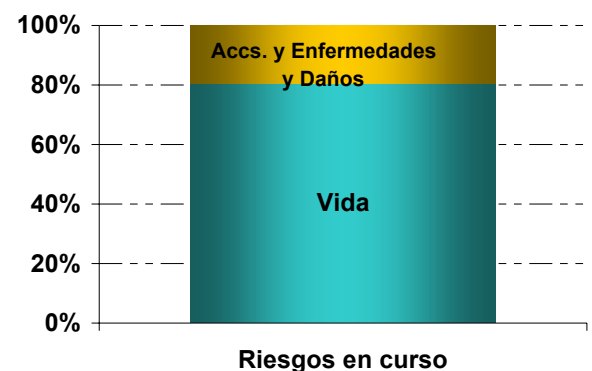 100%
Accs. y Enfermedades
y Daños
80%
60%
Vida
40%
20%
0%
Riesgos en curso